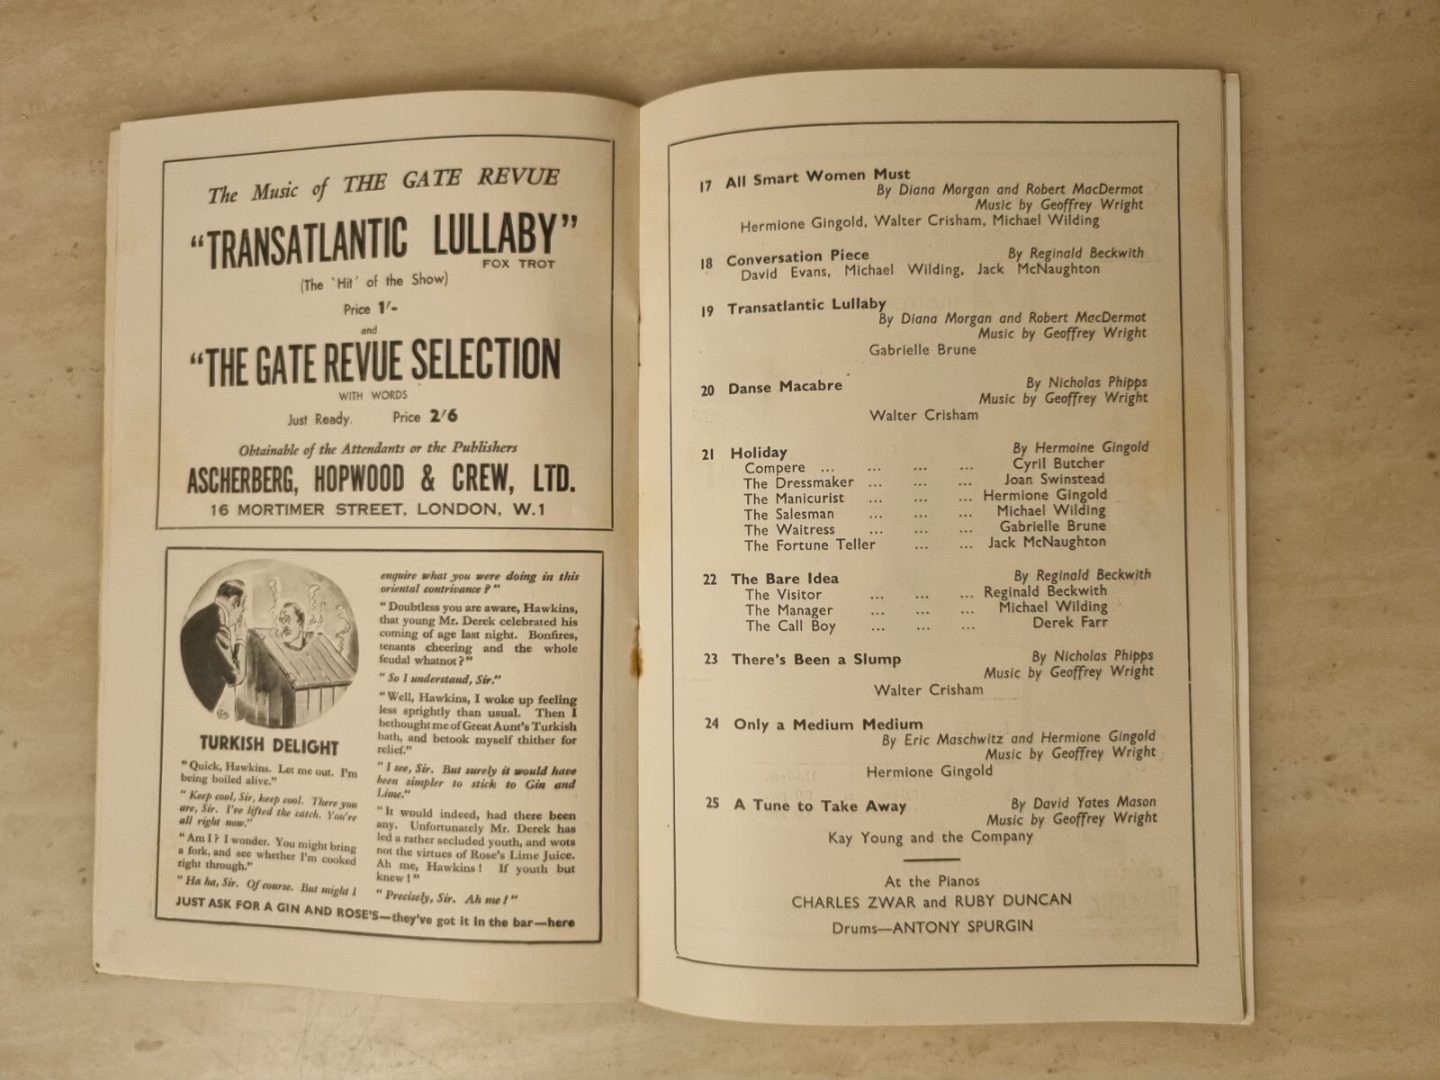 The Music of THE GATE REVUE
"TRANSATLANTIC LULLABY"
FOX TROT
(The 'Hit' of the Show)
Price 1/-
and
"THE GATE REVUE SELECTION
WITH WORDS
Just Ready. Price 2/6
Obtainable of the Attendants or the Publishers
ASCHERBERG, HOPWOOD & CREW, LTD.
16 MORTIMER STREET, LONDON, W.1
TURKISH DELIGHT
"Quick, Hawkins. Let me out. I'm
being boiled alive."
"Keep cool, Sir, keep cool. There you
are, Sir. I've lifted the catch. You're
all right now."
"Am I? I wonder. You might bring
a fork, and see whether I'm cooked
right through."
"Ha ha, Sir. Of course. But might I
enquire what you were doing in this
oriental contrivance?"
"Doubtless you are aware, Hawkins,
that young Mr. Derek celebrated his
coming of age last night. Bonfires,
tenants cheering and the whole
feudal whatnot?"
"So I understand, Sir."
"Well, Hawkins, I woke up feeling
less sprightly than usual. Then I
bethought me of Great Aunt's Turkish
bath, and betook myself thither for
relief."
"I see, Sir. But surely it would have
been simpler to stick to Gin and
Lime."
"It would indeed, had there been
any. Unfortunately Mr. Derek has
led a rather secluded youth, and wots
not the virtues of Rose's Lime Juice.
Ah me, Hawkins! If youth but
knew!"
"Precisely, Sir. Ah me!"
JUST ASK FOR A GIN AND ROSE'S—they've got it in the bar—here
17 All Smart Women Must
By Diana Morgan and Robert MacDermot
Music by Geoffrey Wright
Hermione Gingold, Walter Crisham, Michael Wilding
18 Conversation Piece By Reginald Beckwith
David Evans, Michael Wilding, Jack McNaughton
19 Transatlantic Lullaby
By Diana Morgan and Robert MacDermot
Music by Geoffrey Wright
Gabrielle Brune
20 Danse Macabre By Nicholas Phipps
Music by Geoffrey Wright
Walter Crisham
21 Holiday By Hermoine Gingold
Compere ... ... ... ... Cyril Butcher
The Dressmaker ... ... ... Joan Swinstead
The Manicurist ... ... ... Hermione Gingold
The Salesman ... ... ... Michael Wilding
The Waitress ... ... ... Gabrielle Brune
The Fortune Teller ... ... Jack McNaughton
22 The Bare Idea By Reginald Beckwith
The Visitor ... ... ... Reginald Beckwith
The Manager ... ... ... Michael Wilding
The Call Boy ... ... ... Derek Farr
23 There's Been a Slump By Nicholas Phipps
Music by Geoffrey Wright
Walter Crisham
24 Only a Medium Medium
By Eric Maschwitz and Hermione Gingold
Music by Geoffrey Wright
Hermione Gingold
25 A Tune to Take Away By David Yates Mason
Music by Geoffrey Wright
Kay Young and the Company
At the Pianos
CHARLES ZWAR and RUBY DUNCAN
Drums—ANTONY SPURGIN